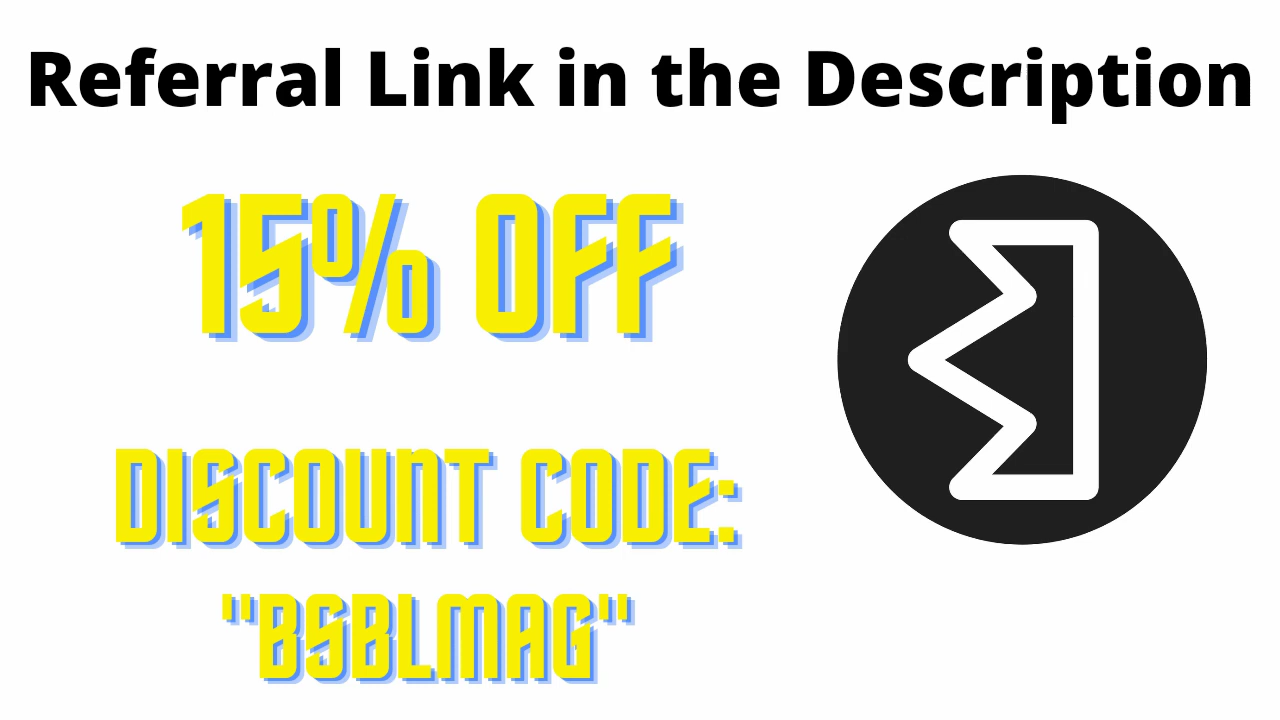 Referral Link in the Description
15% OFF
DISCOUNT CODE:
"BSBLMAG"